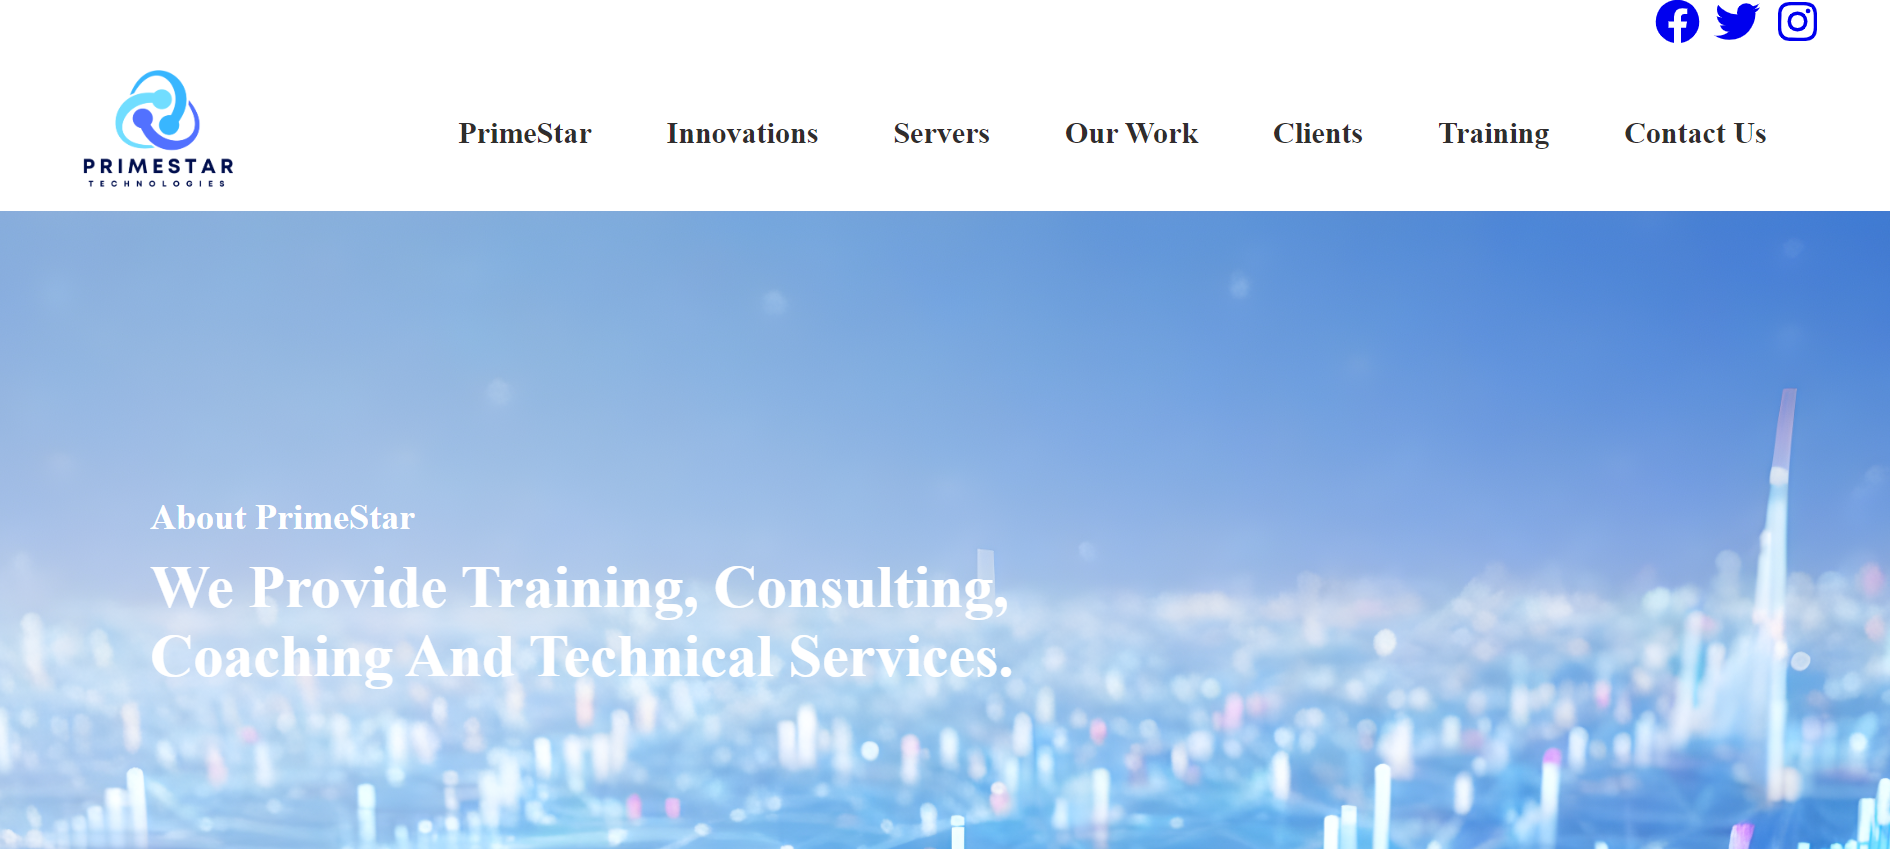 PRIMESTAR
TECHNOLOGIES
PrimeStar Innovations Servers Our Work Clients Training Contact Us
About PrimeStar
We Provide Training, Consulting,
Coaching And Technical Services.